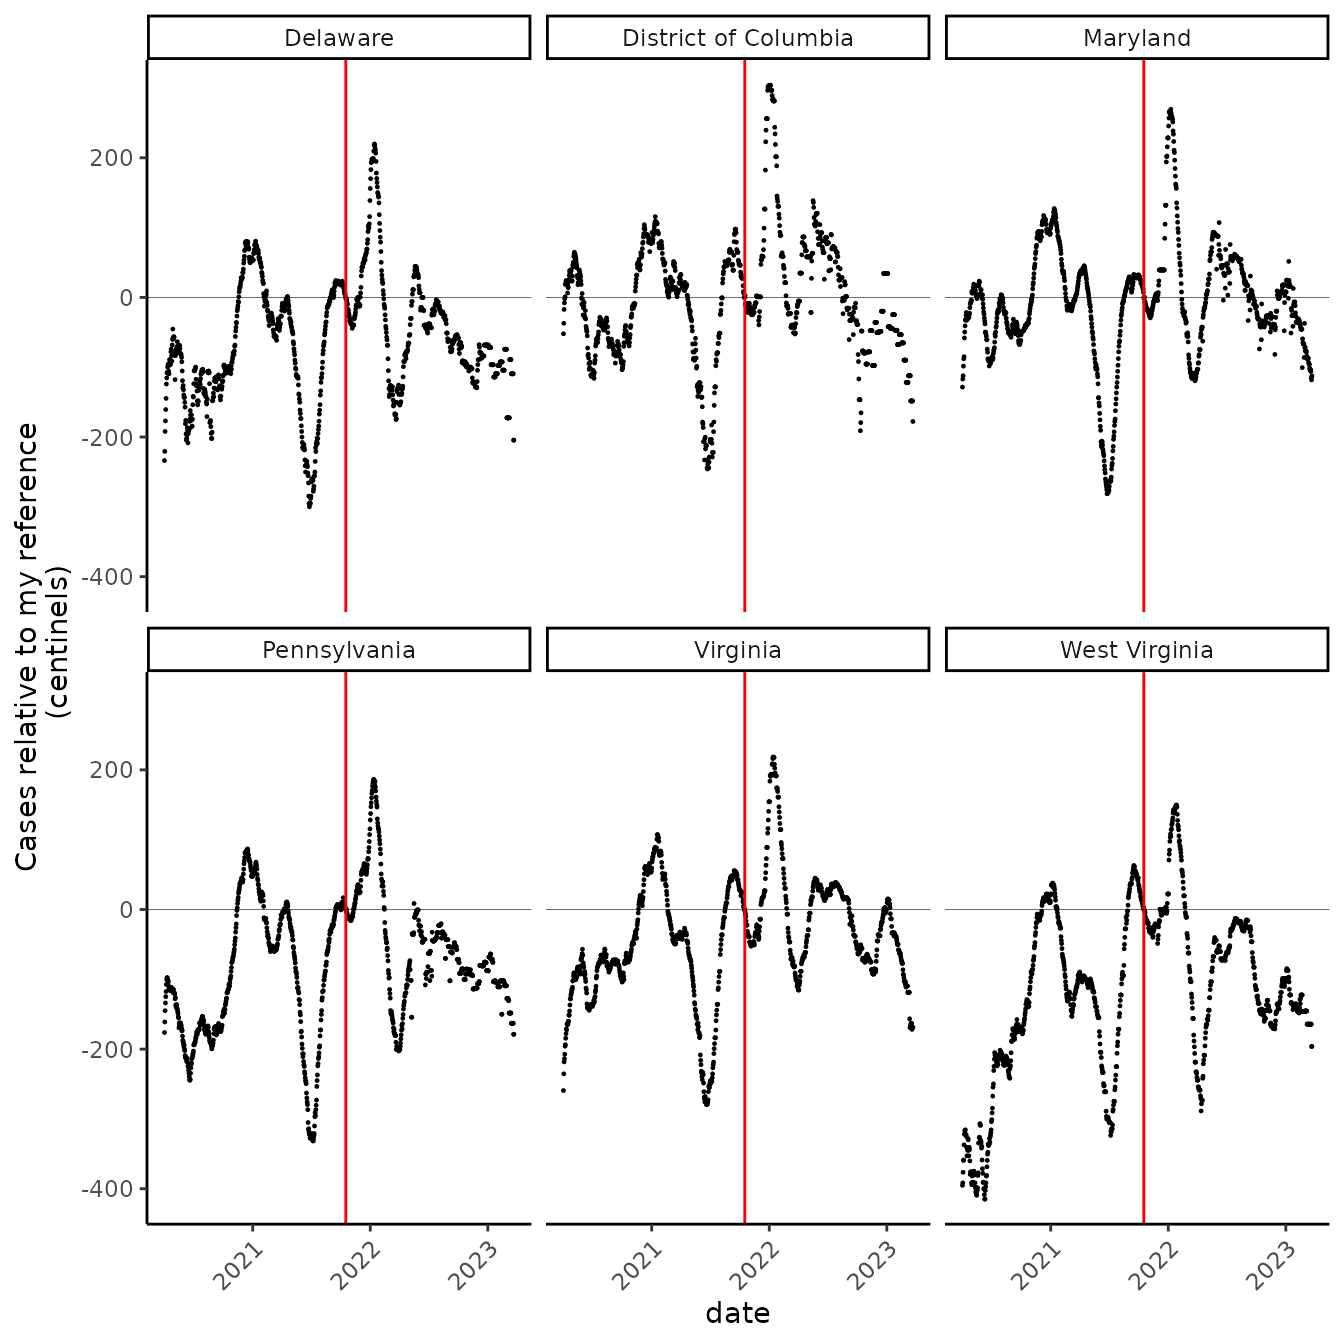 Delaware
District of Columbia
Maryland
200
0
-200
-400
Cases relative to my reference
(centinels)
Pennsylvania
Virginia
West Virginia
200
0
-200
-400
2021
2022
2023
2021
2022
2023
2021
2022
2023
date